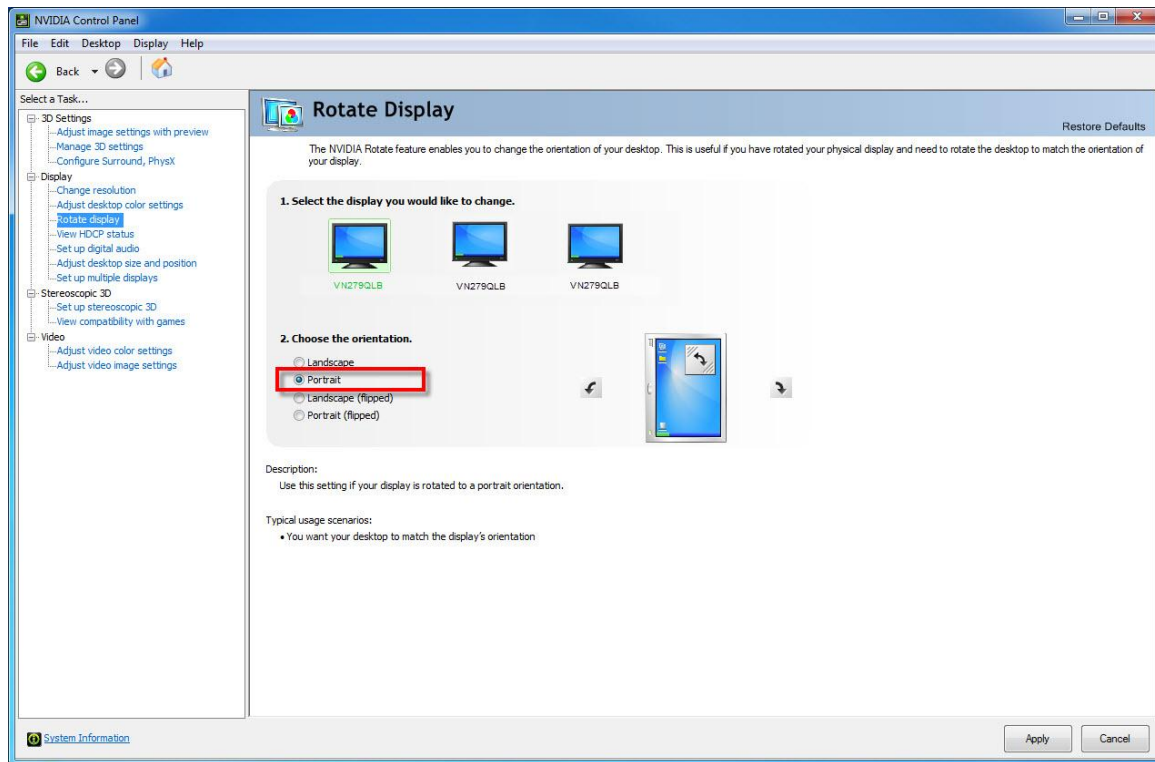 NVIDIA Control Panel
File Edit Desktop Display Help
Back
Select a Task...
3D Settings
Adjust image settings with preview
Manage 3D settings
Configure Surround, PhysX
Display
Change resolution
Adjust desktop color settings
Rotate display
View HDCP status
Set up digital audio
Adjust desktop size and position
Set up multiple displays
Stereoscopic 3D
Set up stereoscopic 3D
View compatibility with games
Video
Adjust video color settings
Adjust video image settings
System Information
Rotate Display
Restore Defaults
The NVIDIA Rotate feature enables you to change the orientation of your desktop. This is useful if you have rotated your physical display and need to rotate the desktop to match the orientation of
your display.
1. Select the display you would like to change.
VN279QLB VN279QLB VN279QLB
2. Choose the orientation.
Landscape
Portrait
Landscape (flipped)
Portrait (flipped)
Description:
Use this setting if your display is rotated to a portrait orientation.
Typical usage scenarios:
• You want your desktop to match the display's orientation
Apply Cancel